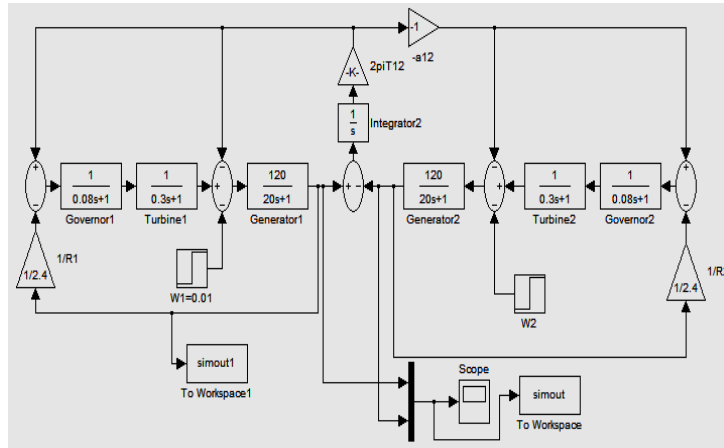 -1
-a12
-K-
2piT12
1
s
Integrator2
+
−
1
0.08s+1
Governor1
1
0.3s+1
Turbine1
−
+
−
120
20s+1
Generator1
+ −
120
20s+1
Generator2
−
+
−
1
0.3s+1
Turbine2
1
0.08s+1
Governor2
+
−
1/R1
1/2.4
W1=0.01
W2
1/R
1/2.4
simout1
To Workspace1
Scope
simout
To Workspace